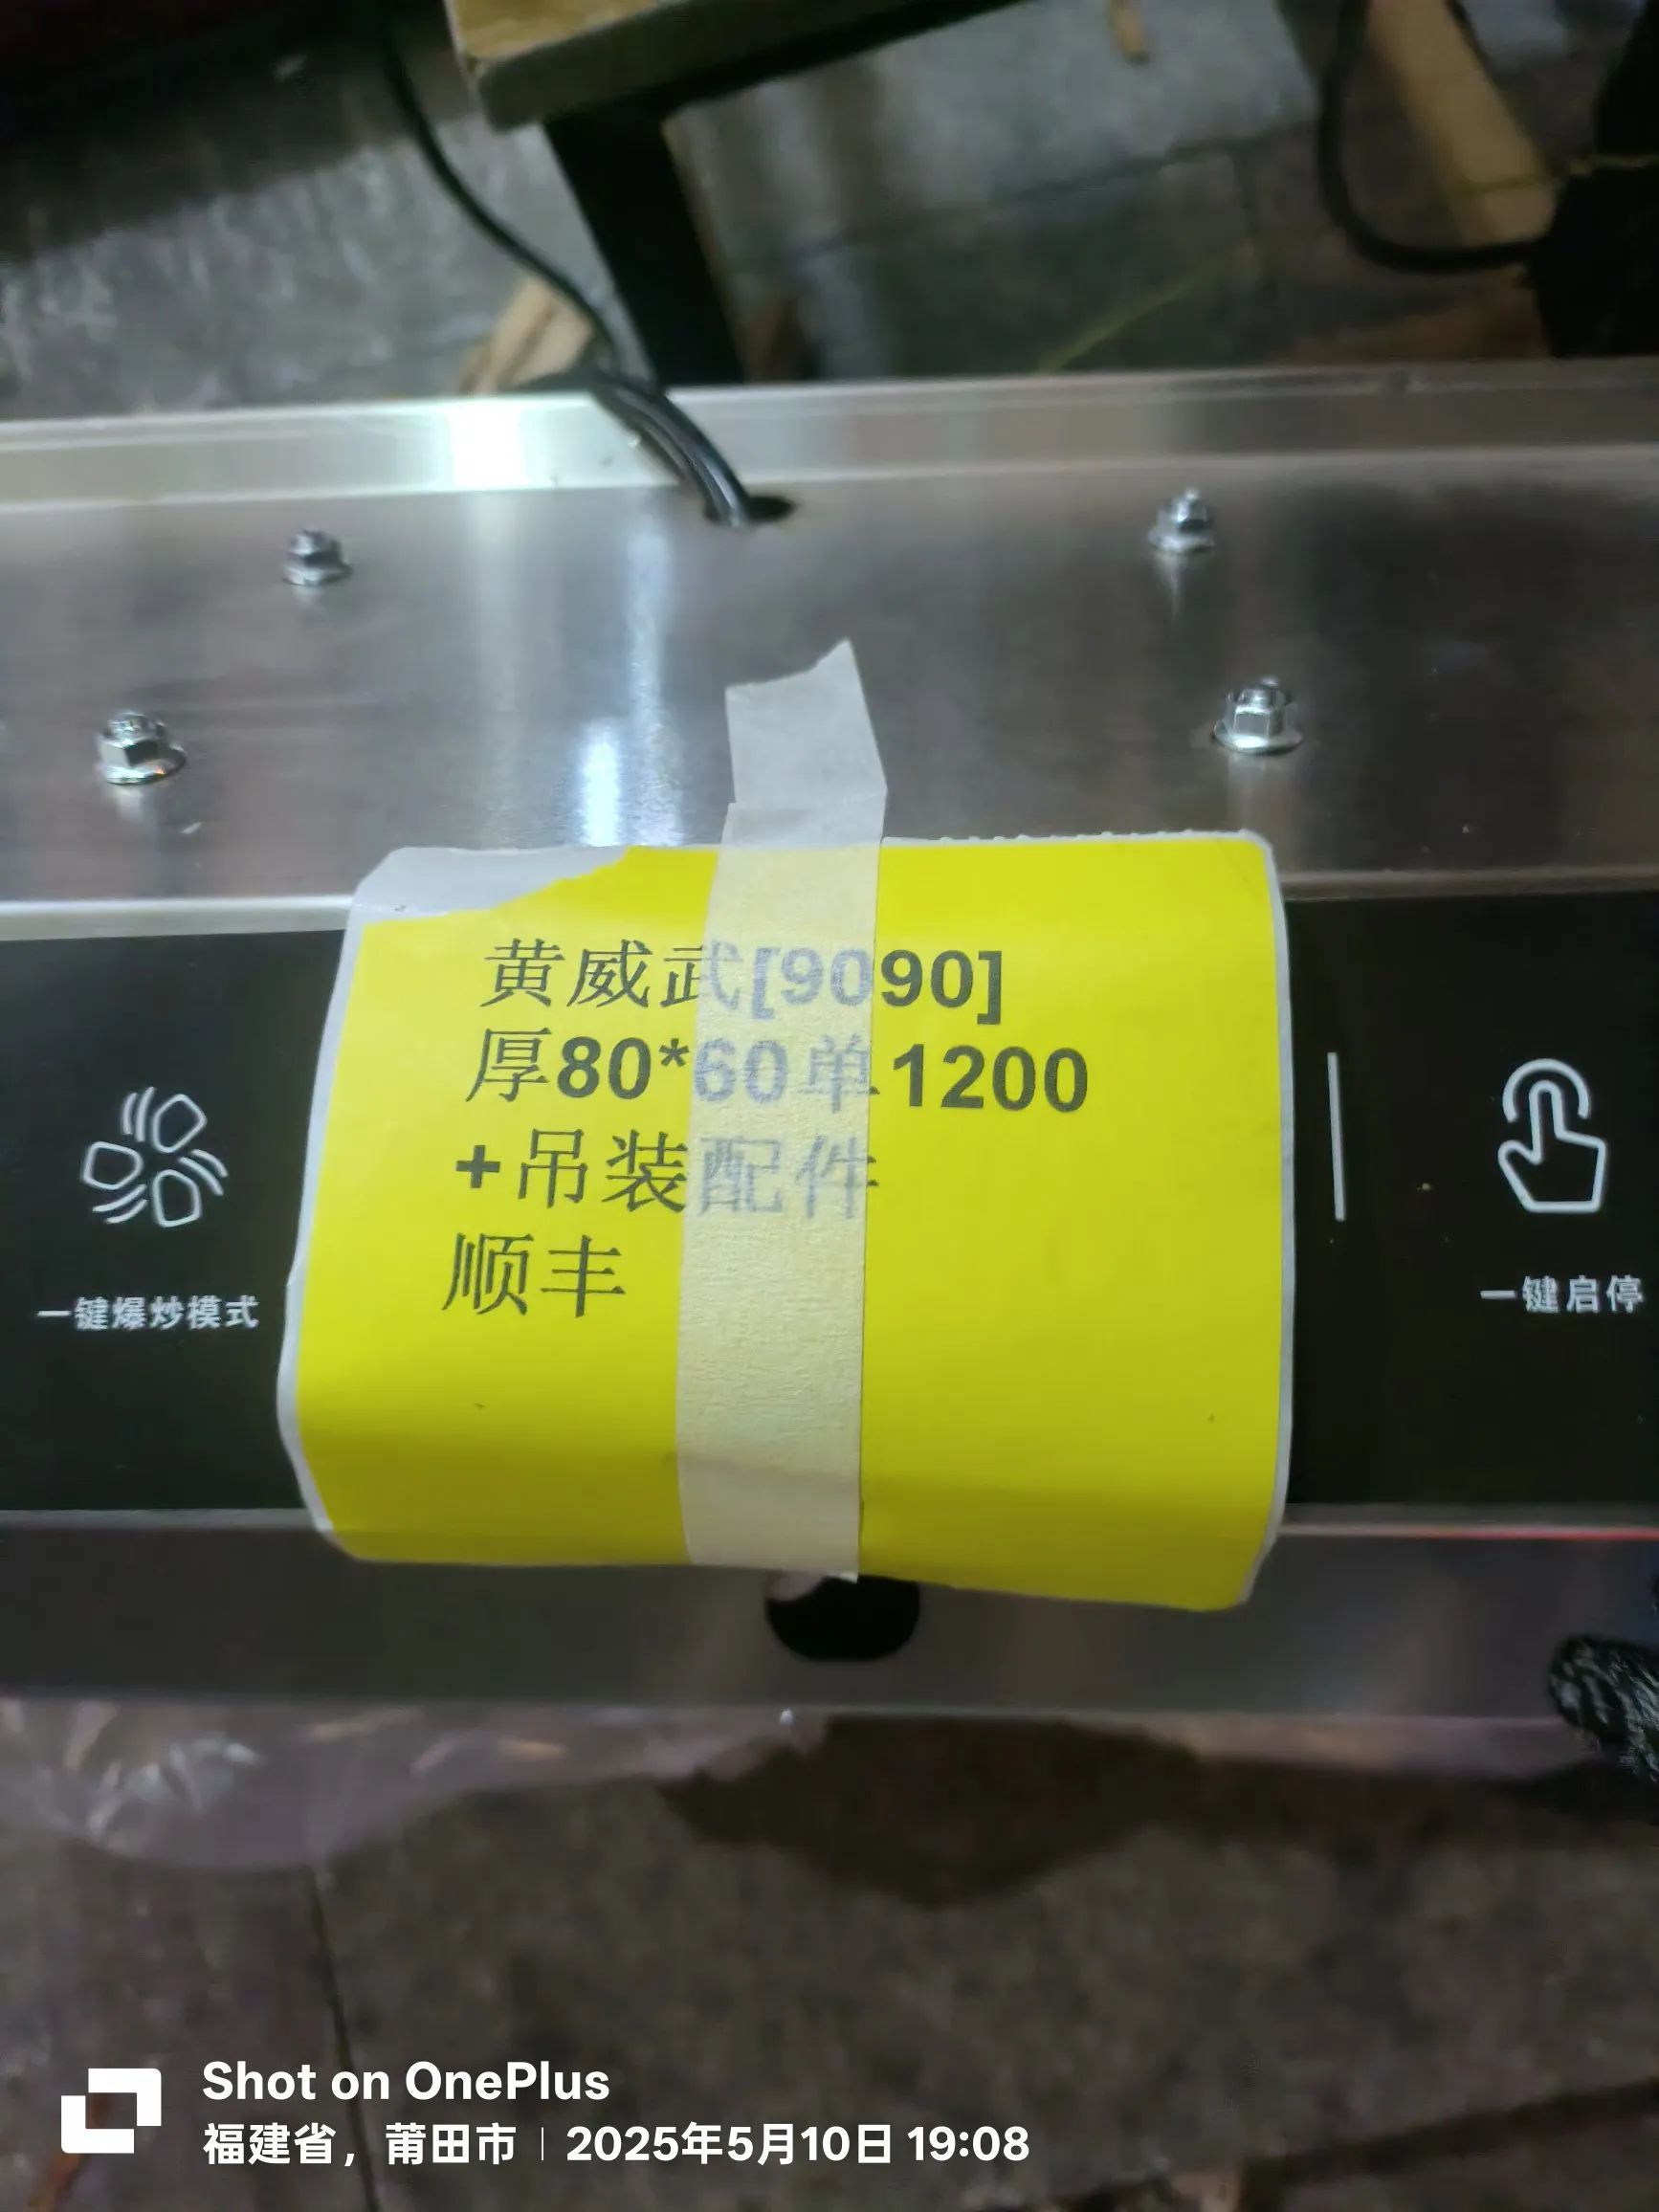 黄威武[9090]
厚80*60单1200
+吊装配件
顺丰
一键爆炒模式
一键启停
Shot on OnePlus
福建省，莆田市 | 2025年5月10日 19:08